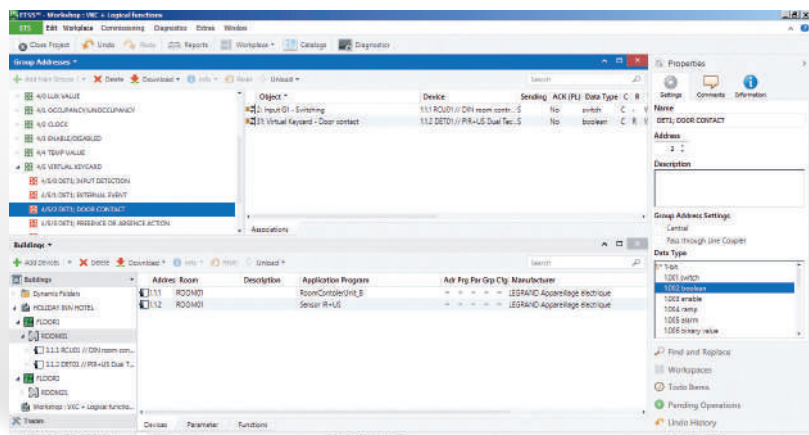 ETS5™ - Workshop : VKC + Logical functions
ETS Edit Workplace Commissioning Diagnostics Extras Window
Close Project Undo Redo Reports Workplace Catalogs Diagnostics
Group Addresses
Add Main Groups Delete Download Info Reset Unload Search
4/0 LUX VALUE
4/1 OCCUPANCY/UNOCCUPANCY
4/2 CLOCK
4/3 ENABLE/DISABLED
4/4 TEMP VALUE
4/5 VIRTUAL KEYCARD
4/5/0 DET1; INPUT DETECTION
4/5/1 DET1; EXTERNAL EVENT
4/5/2 DET1; DOOR CONTACT
4/5/3 DET1; PRESENCE OR ABSENCE ACTION
Object Device Sending ACK (PL) Data Type C R
2: Input 01 - Switching 1.1.1 RCU01 // DIN room contr... S No switch C -
31: Virtual Keycard - Door contact 1.1.2 DET01 // PIR+US Dual Tec... S No boolean C R
Associations
Buildings
Add Devices Delete Download Info Reset Unload Search
Buildings
Dynamic Folders
HOLIDAY INN HOTEL
FLOOR1
ROOM01
1.1.1 RCU01 // DIN room con...
1.1.2 DET01 // PIR+US Dual T...
FLOOR2
ROOM21
Workshop : VKC + Logical functio...
Traces
Addres Room Description Application Program Adr Prg Par Grp Cfg Manufacturer
1.1.1 ROOM01 RoomContolerUnit_B - - - - - LEGRAND Appareillage électrique
1.1.2 ROOM01 Sensor IR+US - - - - - LEGRAND Appareillage électrique
Devices Parameter Functions
Properties
Settings Comments Information
Name
DET1; DOOR CONTACT
Address
2
Description
Group Address Settings
Central
Pass through Line Coupler
Data Type
1.* 1-bit
1.001 switch
1.002 boolean
1.003 enable
1.004 ramp
1.005 alarm
1.006 binary value
Find and Replace
Workspaces
Todo Items
Pending Operations
Undo History